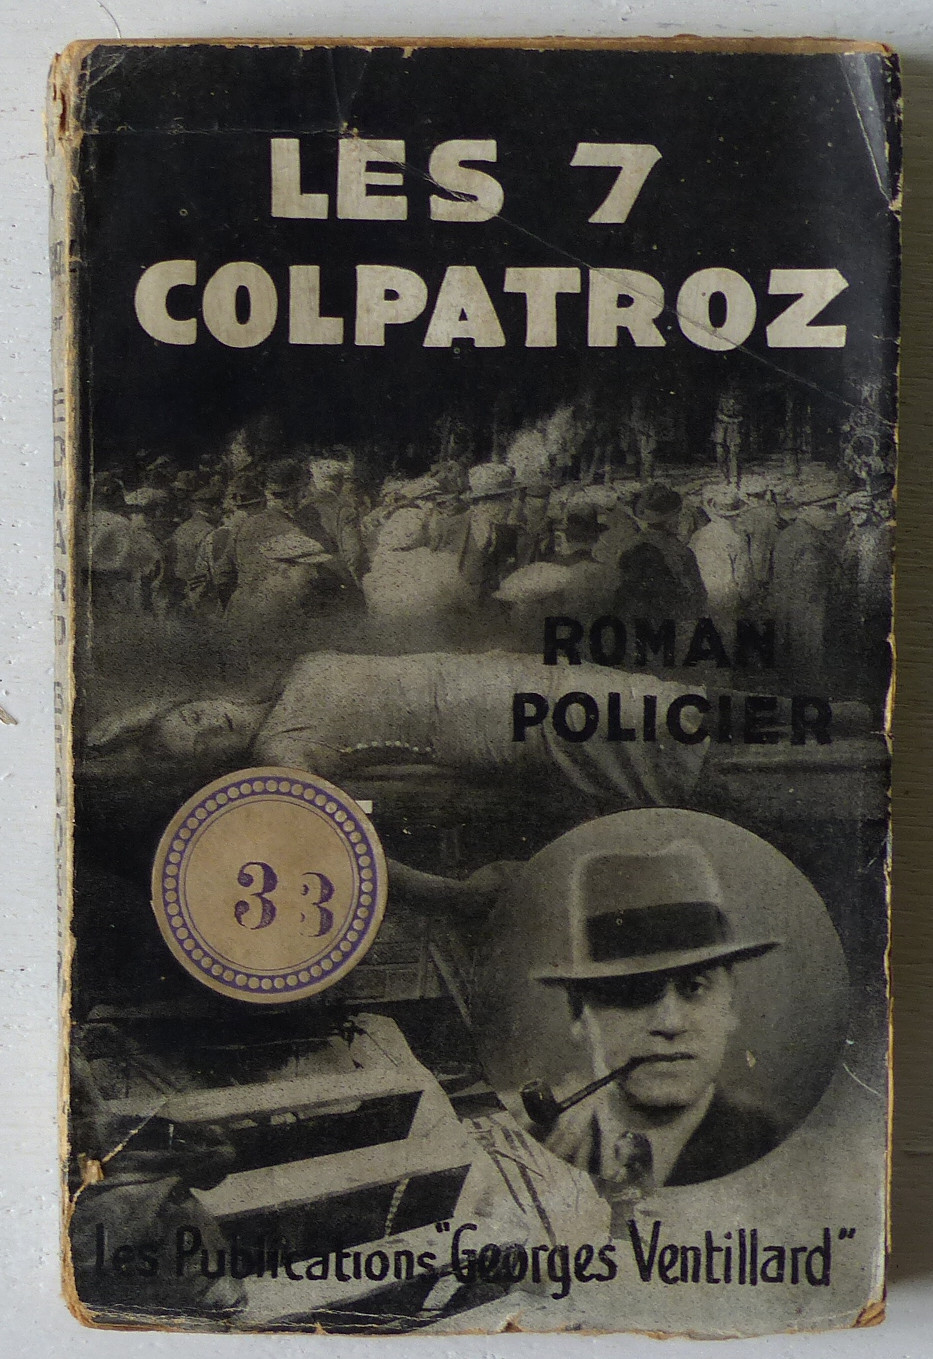 LES 7
COLPATROZ
ROMAN
POLICIER
33
les Publications "Georges Ventillard"